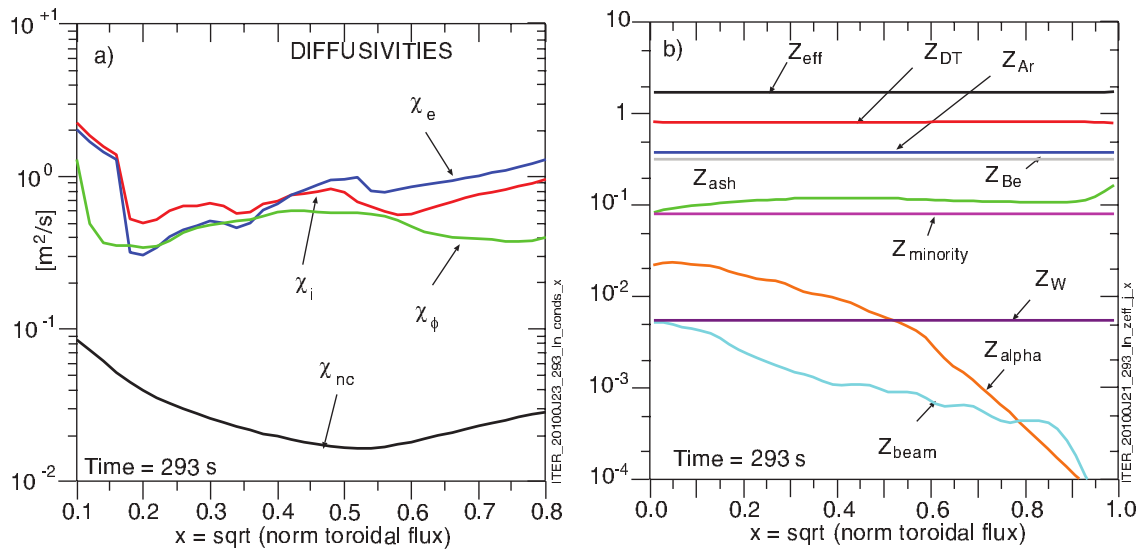 a)
DIFFUSIVITIES
10+1
100
10-1
10-2
[m2/s]
χe
χi
χϕ
χnc
Time = 293 s
0.1 0.2 0.3 0.4 0.5 0.6 0.7 0.8
x = sqrt (norm toroidal flux)
ITER_20100J23_293_ln_conds_x
b)
10
1
10-1
10-2
10-3
10-4
Zeff
ZDT
ZAr
ZBe
Zash
Zminority
ZW
Zalpha
Zbeam
Time = 293 s
0.0 0.2 0.4 0.6 0.8 1.0
x = sqrt (norm toroidal flux)
ITER_20100J21_293_ln_zeff_j_x